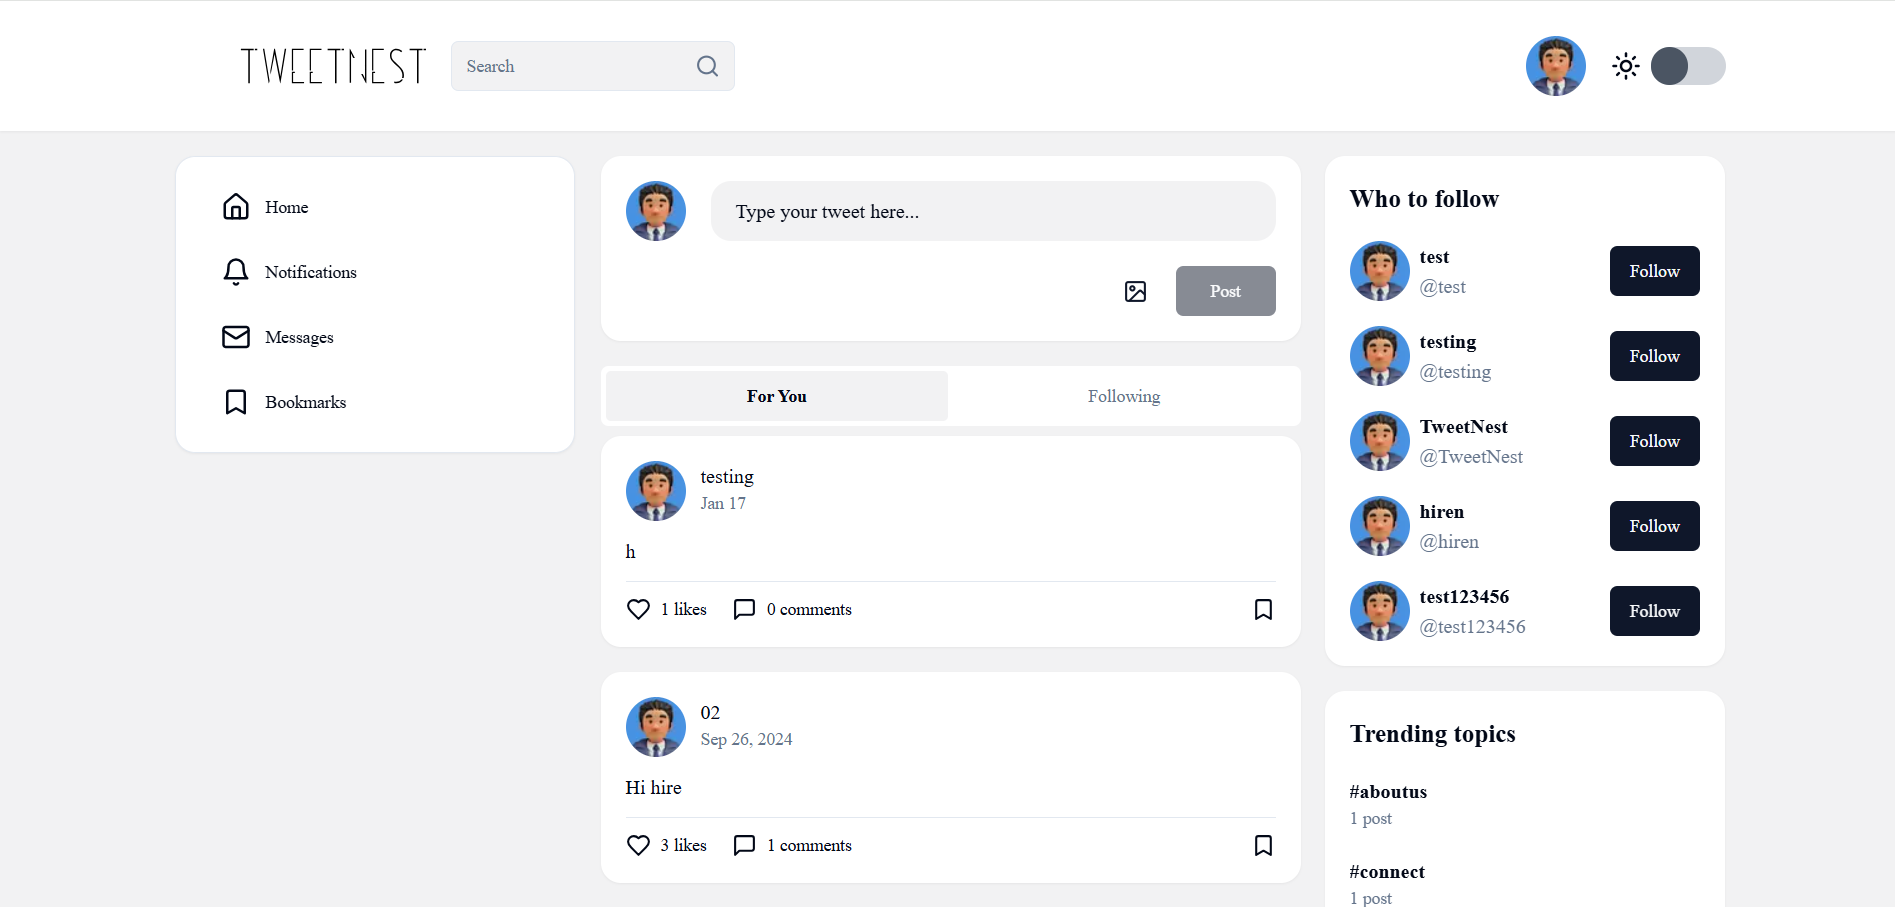 TWEETNEST
Search
Home
Notifications
Messages
Bookmarks
Type your tweet here...
Post
For You
Following
testing
Jan 17
h
1 likes
0 comments
02
Sep 26, 2024
Hi hire
3 likes
1 comments
Who to follow
test
@test
Follow
testing
@testing
Follow
TweetNest
@TweetNest
Follow
hiren
@hiren
Follow
test123456
@test123456
Follow
Trending topics
#aboutus
1 post
#connect
1 post